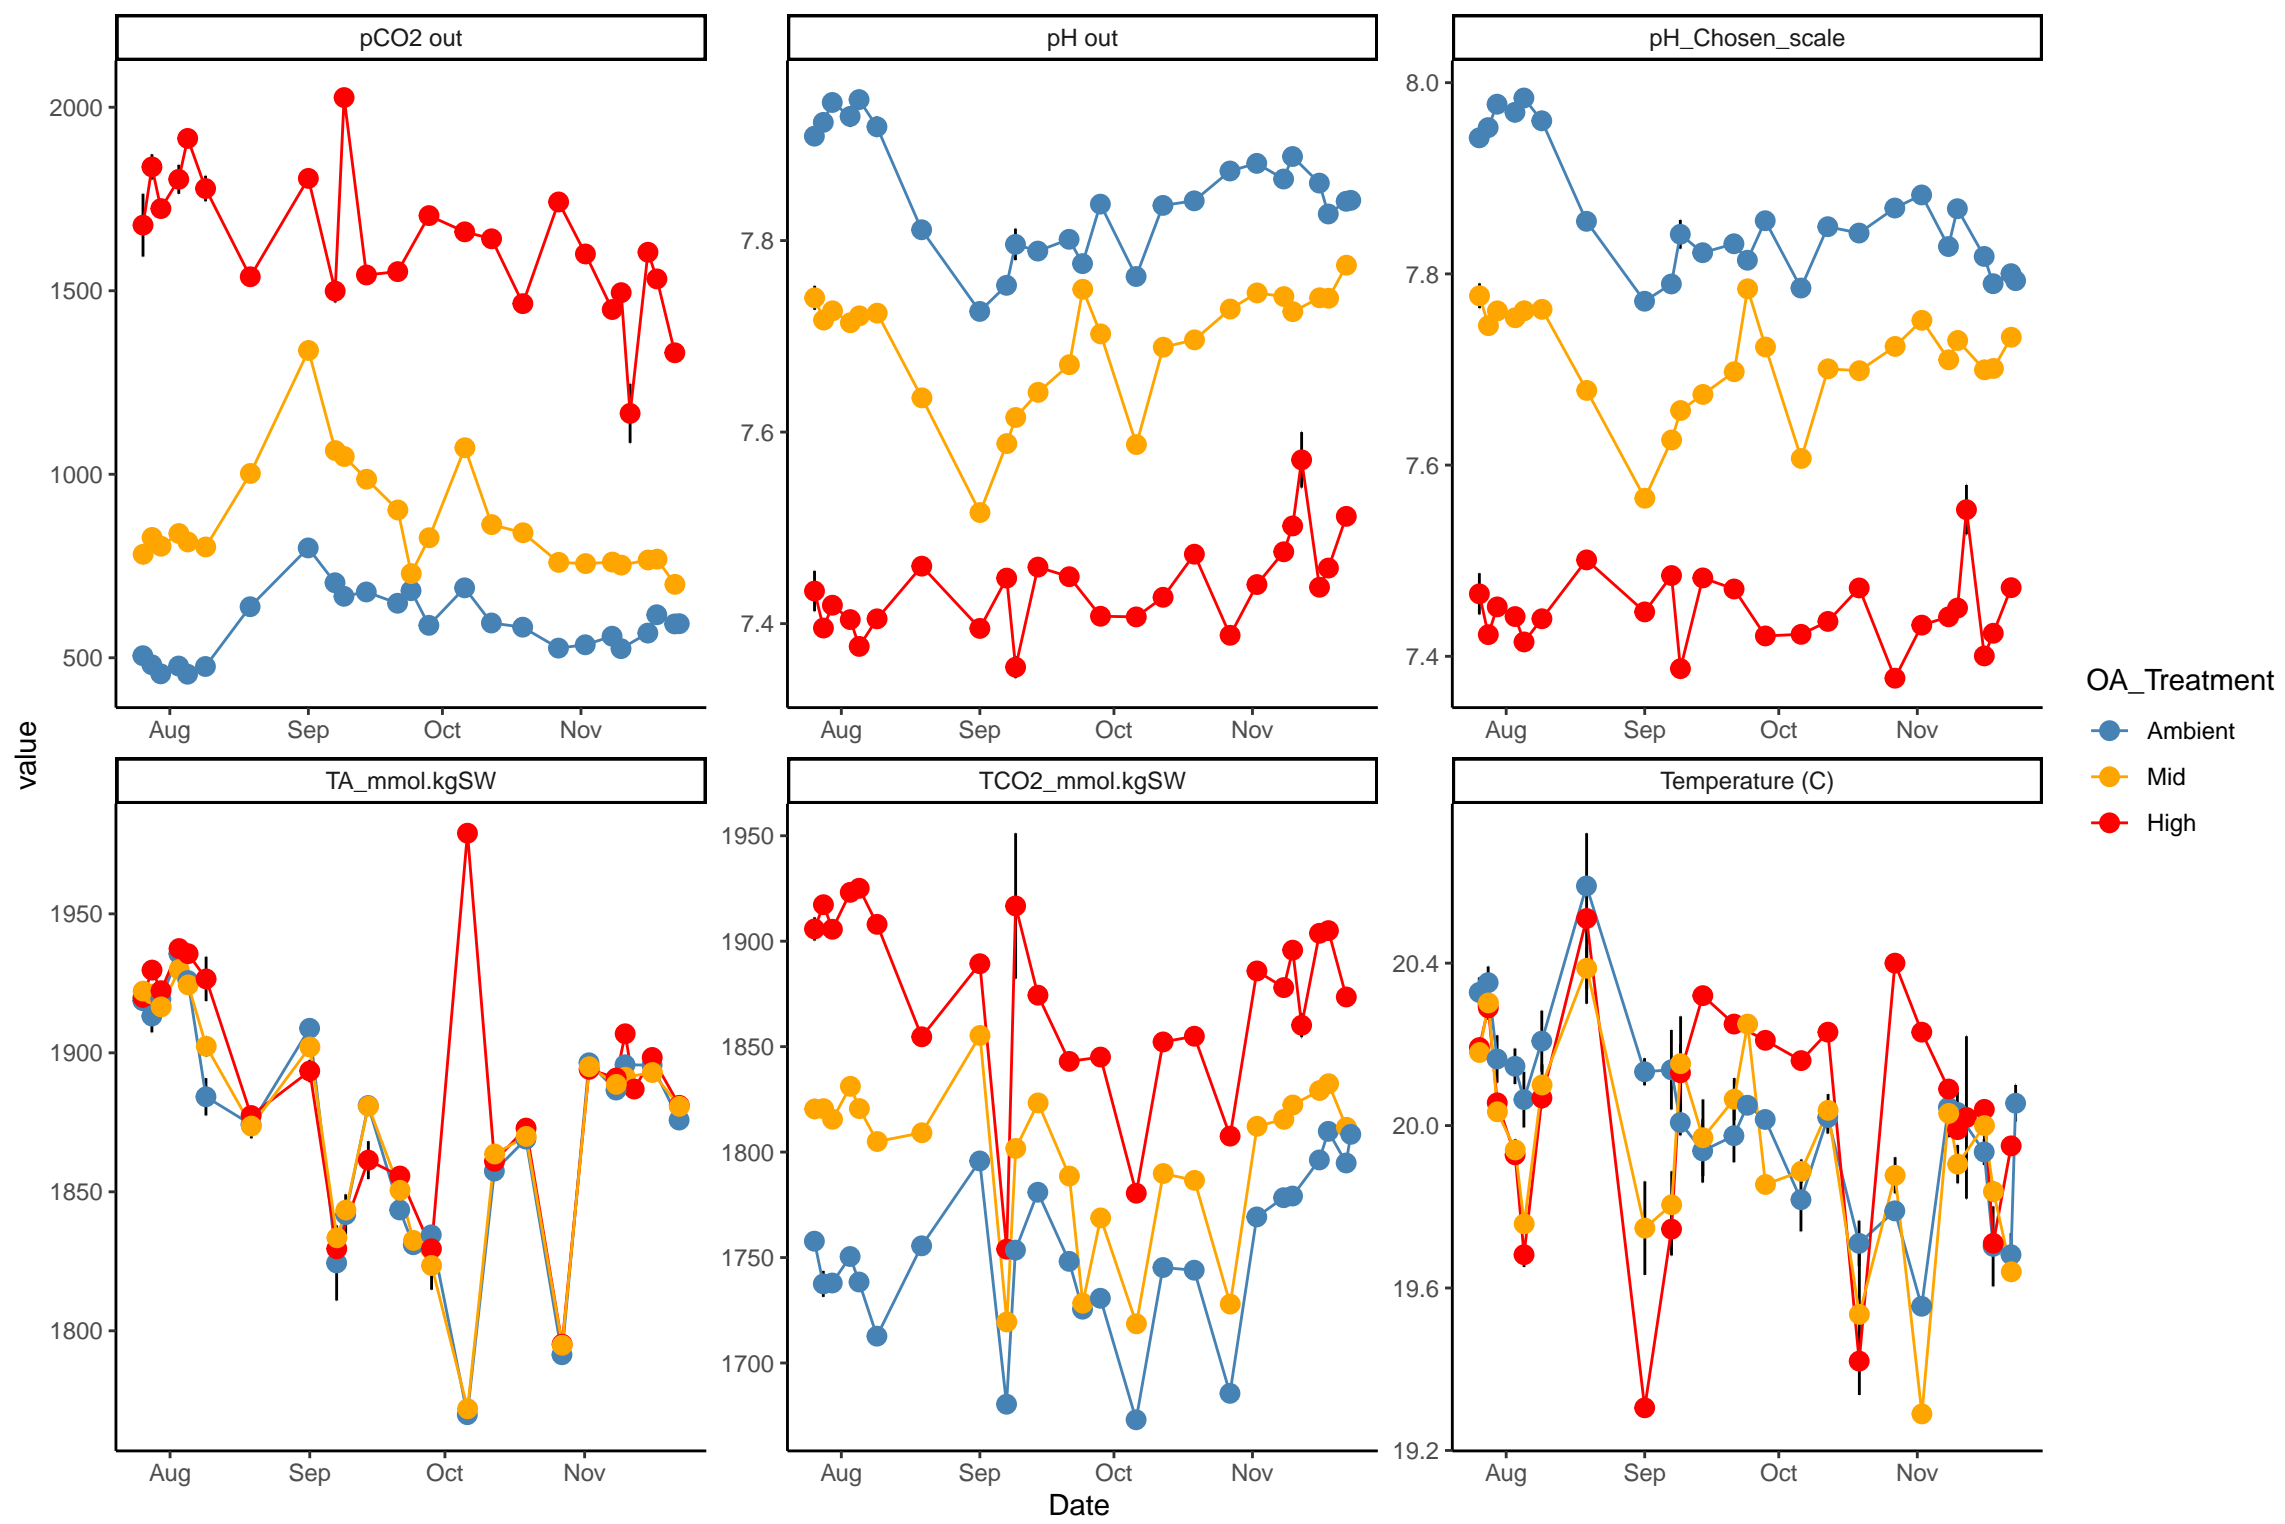 pCO2 out
pH out
pH_Chosen_scale
2000
1500
1000
500
7.8
7.6
7.4
8.0
7.8
7.6
7.4
Aug Sep Oct Nov
Aug Sep Oct Nov
Aug Sep Oct Nov
value
TA_mmol.kgSW
TCO2_mmol.kgSW
Temperature (C)
1950
1900
1850
1800
1950
1900
1850
1800
1750
1700
20.4
20.0
19.6
19.2
Aug Sep Oct Nov
Aug Sep Oct Nov
Aug Sep Oct Nov
Date
OA_Treatment
Ambient
Mid
High